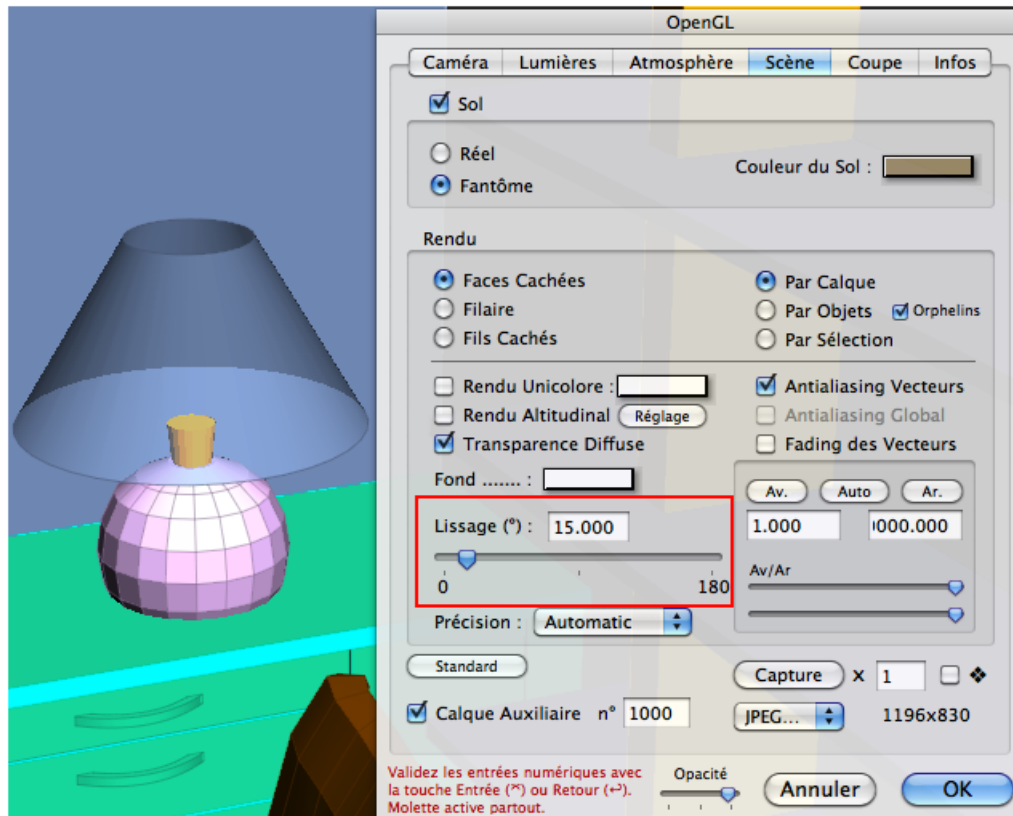 OpenGL
Caméra Lumières Atmosphère Scène Coupe Infos
Sol
Réel
Couleur du Sol :
Fantôme
Rendu
Faces Cachées
Par Calque
Filaire
Par Objets Orphelins
Fils Cachés
Par Sélection
Rendu Unicolore :
Antialiasing Vecteurs
Rendu Altitudinal Réglage
Antialiasing Global
Transparence Diffuse
Fading des Vecteurs
Fond ....... :
Av. Auto Ar.
Lissage (°) : 15.000
1.000 000.000
0 180
Av/Ar
Précision : Automatic
Standard
Capture x 1
Calque Auxiliaire n° 1000
JPEG... 1196x830
Validez les entrées numériques avec
la touche Entrée (⌤) ou Retour (↩).
Molette active partout.
Opacité
Annuler OK